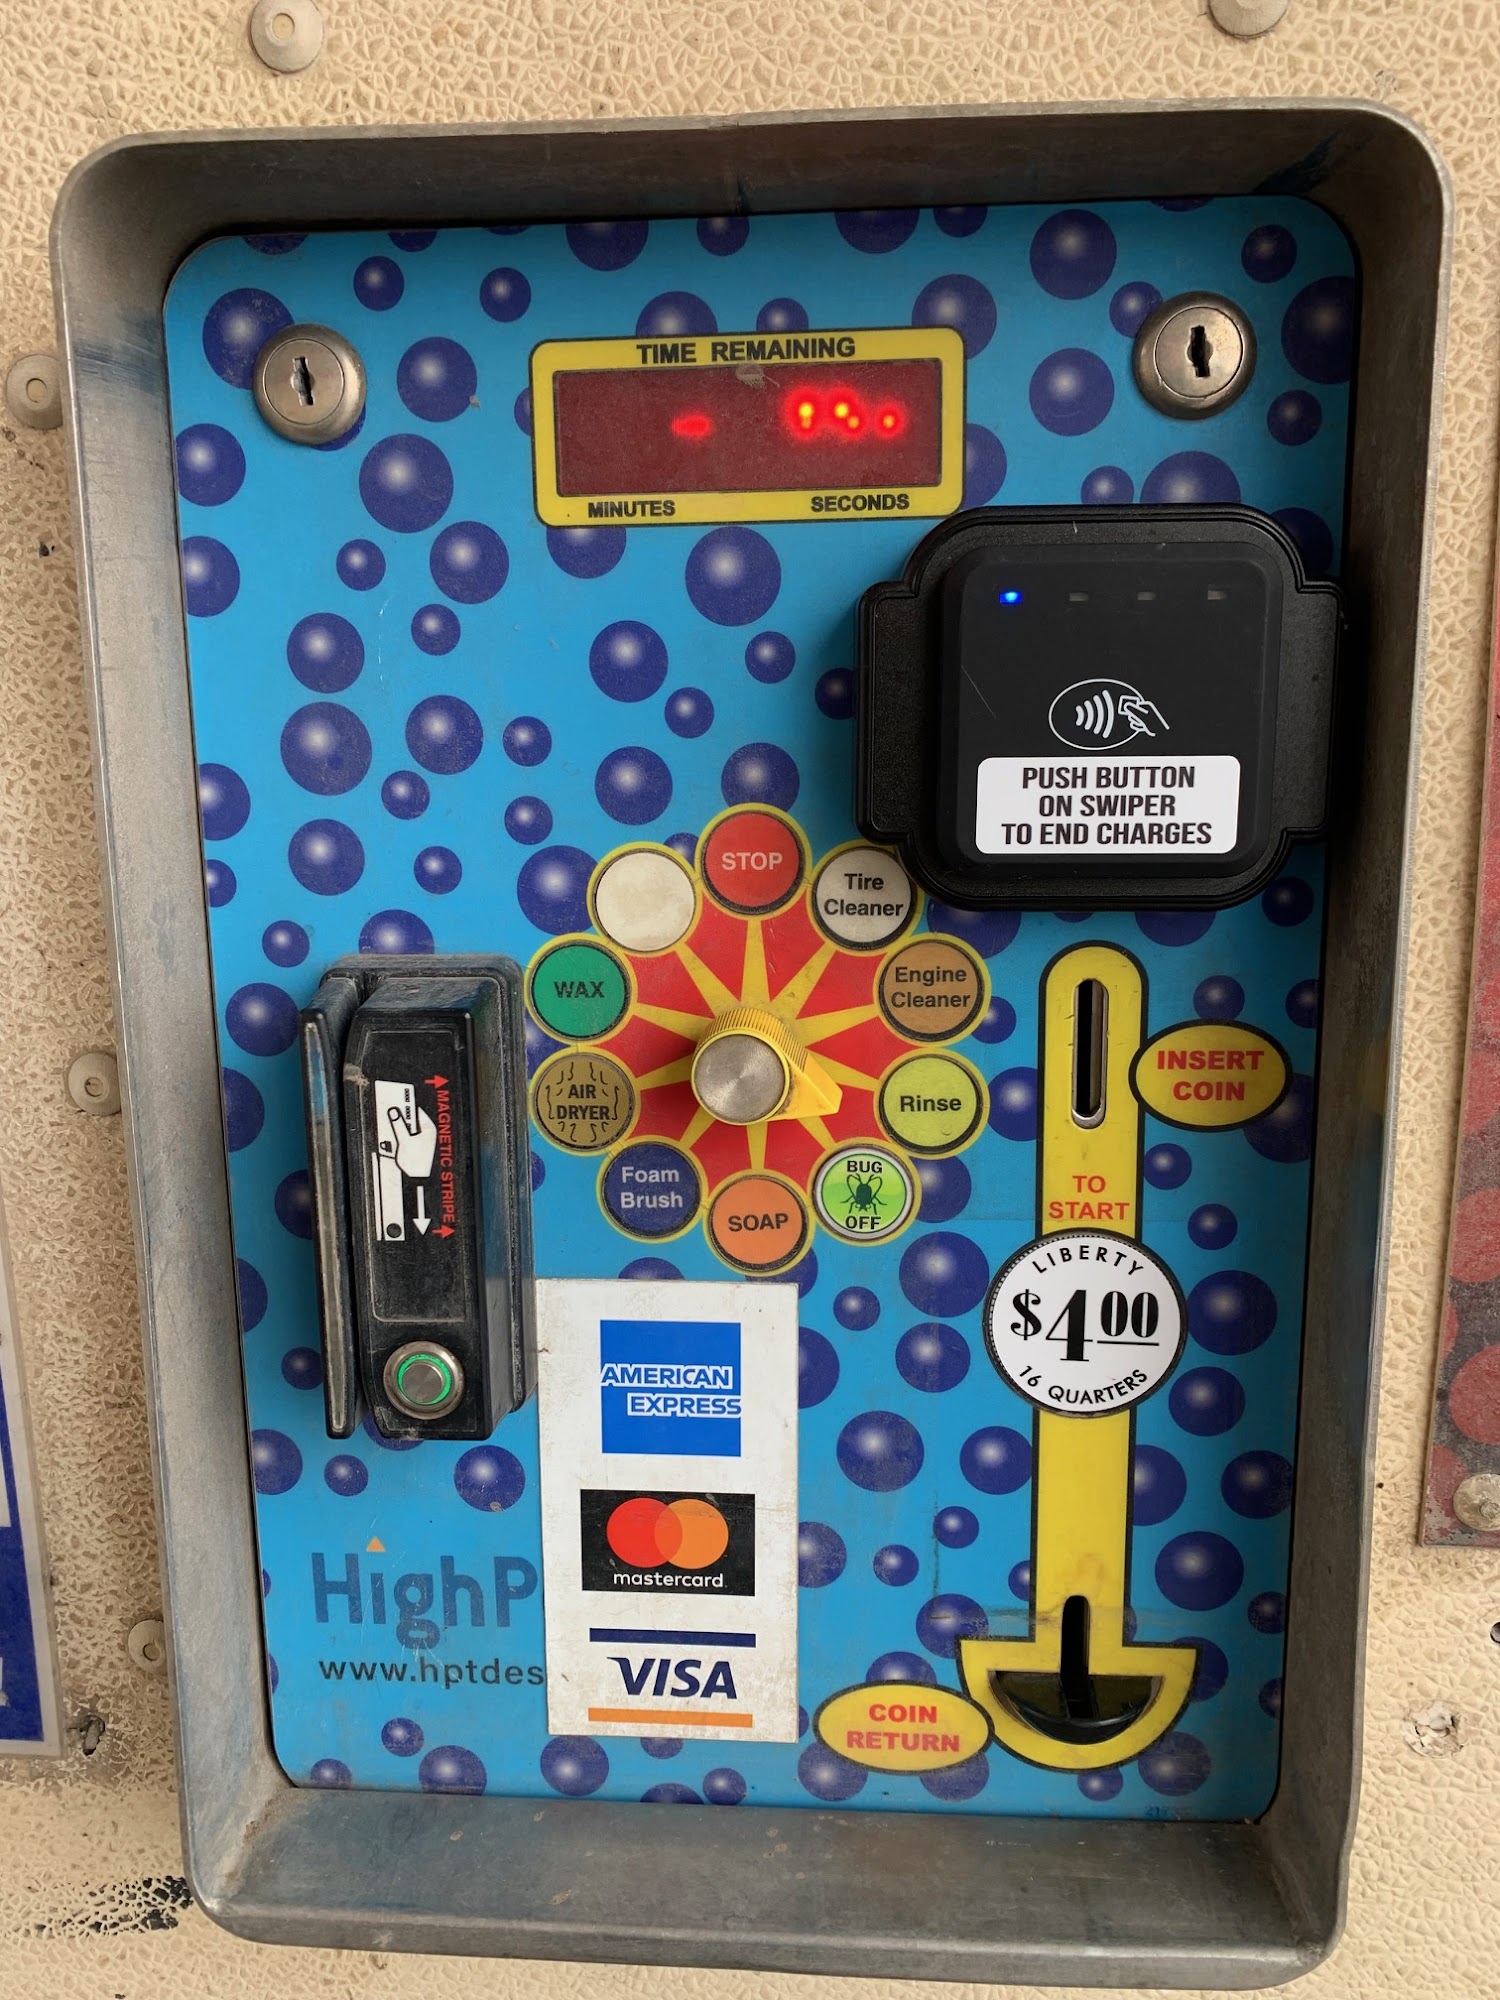 TIME REMAINING
MINUTES
SECONDS
PUSH BUTTON
ON SWIPER
TO END CHARGES
STOP
Tire
Cleaner
Engine
Cleaner
Rinse
BUG
OFF
SOAP
Foam
Brush
AIR
DRYER
WAX
MAGNETIC STRIPE
INSERT
COIN
TO
START
LIBERTY
$4 00
16 QUARTERS
AMERICAN
EXPRESS
mastercard
VISA
HighP
www.hptdes
COIN
RETURN